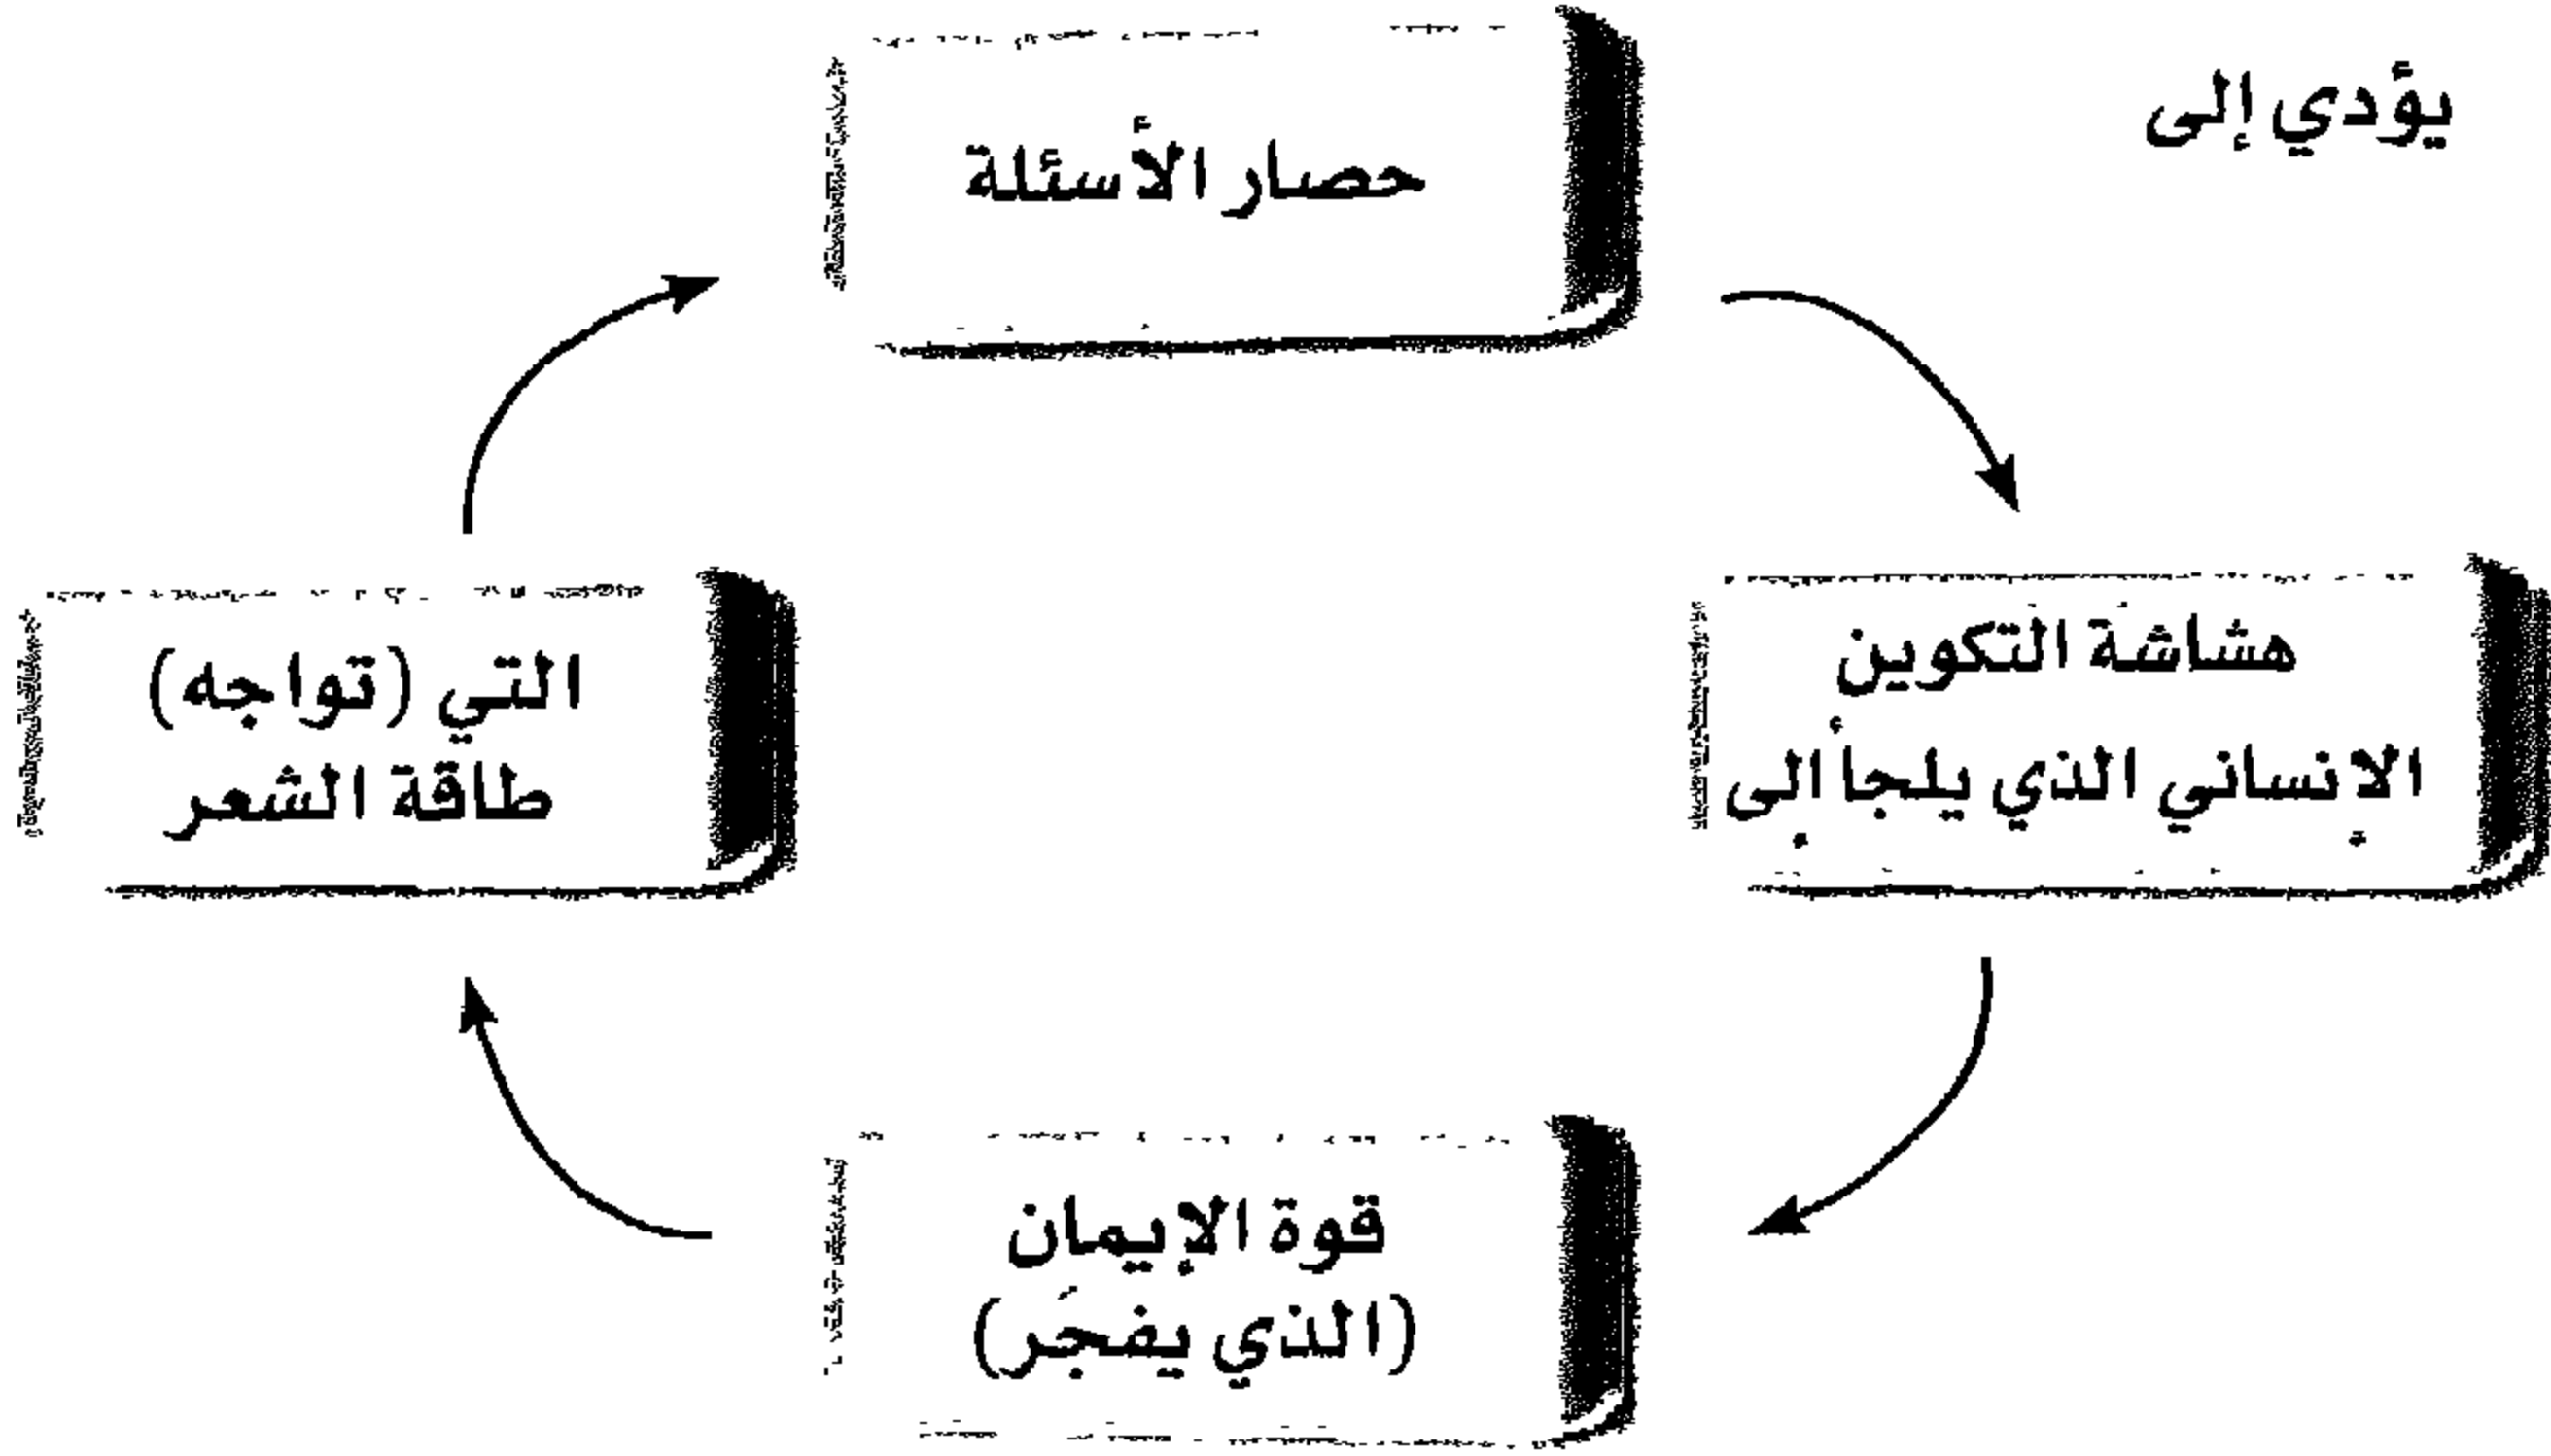 يؤدي إلى
حصار الأسئلة
هشاشة التكوين
الإنساني الذي يلجأ إلى
قوة الإيمان
(الذي يفجَر)
التي (تواجه)
طاقة الشعر